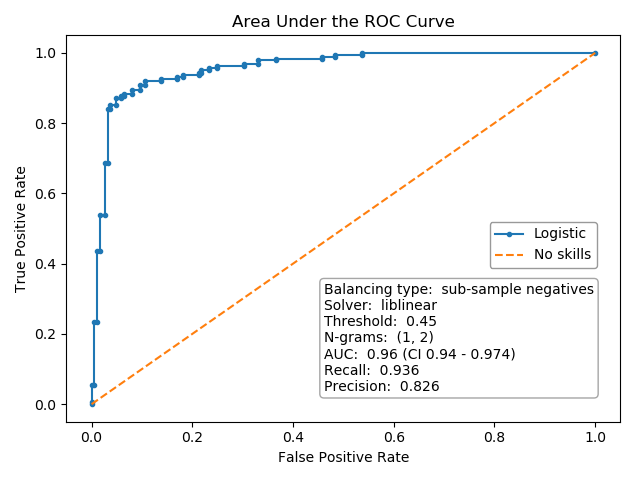 Area Under the ROC Curve
1.0
0.8
0.6
0.4
0.2
0.0
True Positive Rate
Logistic
No skills
Balancing type:  sub-sample negatives
Solver:  liblinear
Threshold:  0.45
N-grams:  (1, 2)
AUC:  0.96 (CI 0.94 - 0.974)
Recall:  0.936
Precision:  0.826
0.0 0.2 0.4 0.6 0.8 1.0
False Positive Rate